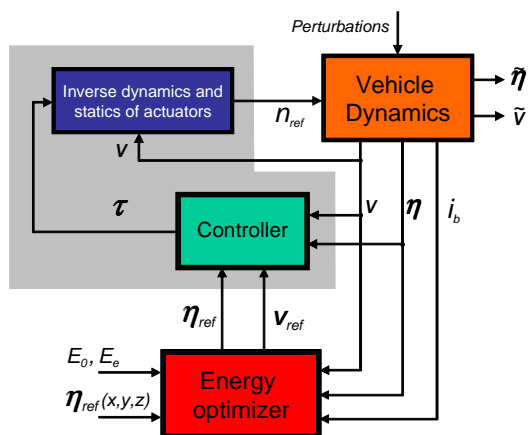 Perturbations
Inverse dynamics and
statics of actuators
n_ref
Vehicle
Dynamics
η̃
ṽ
v
τ
Controller
v
η
i_b
η_ref
v_ref
E_0, E_e
η_ref (x,y,z)
Energy
optimizer